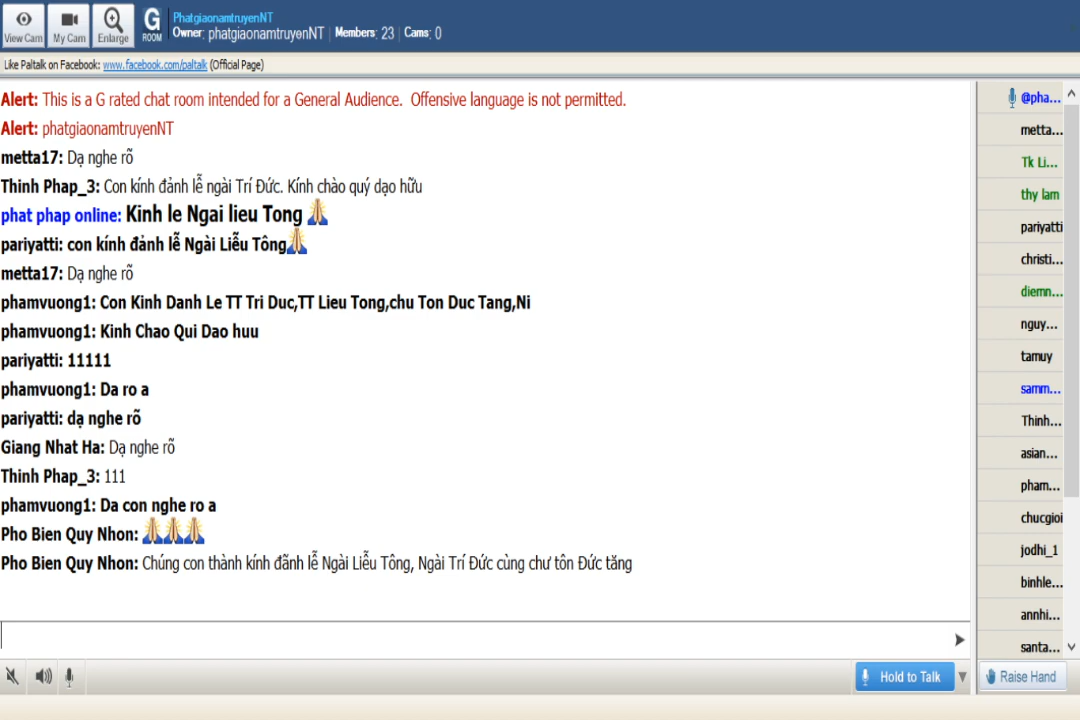 PhatgiaonamtruyenNT
Owner: phatgiaonamtruyenNT | Members: 23 | Cams: 0
View Cam
My Cam
Enlarge
G
ROOM
Like Paltalk on Facebook: www.facebook.com/paltalk (Official Page)
Alert: This is a G rated chat room intended for a General Audience. Offensive language is not permitted.
Alert: phatgiaonamtruyenNT
metta17: Dạ nghe rõ
Thinh Phap_3: Con kính đảnh lễ ngài Trí Đức. Kính chào quý dạo hữu
phat phap online: Kinh le Ngai lieu Tong 🙏
pariyatti: con kính đảnh lễ Ngài Liễu Tông🙏
metta17: Dạ nghe rõ
phamvuong1: Con Kinh Danh Le TT Tri Duc,TT Lieu Tong,chu Ton Duc Tang,Ni
phamvuong1: Kinh Chao Qui Dao huu
pariyatti: 11111
phamvuong1: Da ro a
pariyatti: dạ nghe rõ
Giang Nhat Ha: Dạ nghe rõ
Thinh Phap_3: 111
phamvuong1: Da con nghe ro a
Pho Bien Quy Nhon: 🙏🙏🙏
Pho Bien Quy Nhon: Chúng con thành kính đãnh lễ Ngài Liễu Tông, Ngài Trí Đức cùng chư tôn Đức tăng
@pha...
metta...
Tk Li...
thy lam
pariyatti
christi...
diemn...
nguy...
tamuy
samm...
Thinh...
asian...
pham...
chucgioi
jodhi_1
binhle...
annhi...
santa...
Hold to Talk
Raise Hand